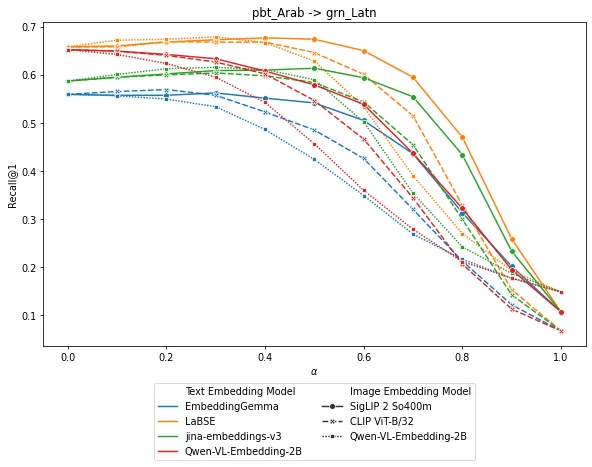 pbt_Arab -> grn_Latn
0.7
0.6
0.5
0.4
0.3
0.2
0.1
Recall@1
0.0 0.2 0.4 0.6 0.8 1.0
α
Text Embedding Model Image Embedding Model
EmbeddingGemma SigLIP 2 So400m
LaBSE CLIP ViT-B/32
jina-embeddings-v3 Qwen-VL-Embedding-2B
Qwen-VL-Embedding-2B